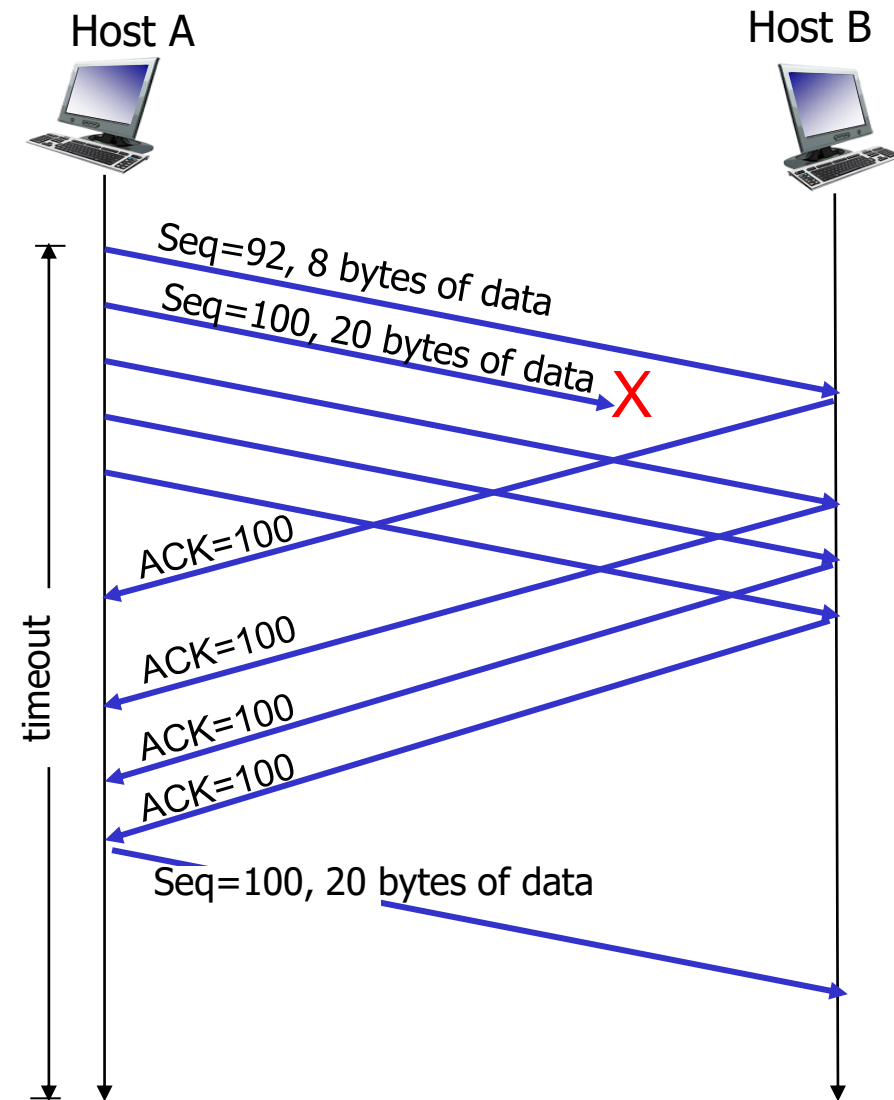 Host A
Host B
Seq=92, 8 bytes of data
Seq=100, 20 bytes of data
X
ACK=100
timeout
ACK=100
ACK=100
ACK=100
Seq=100, 20 bytes of data